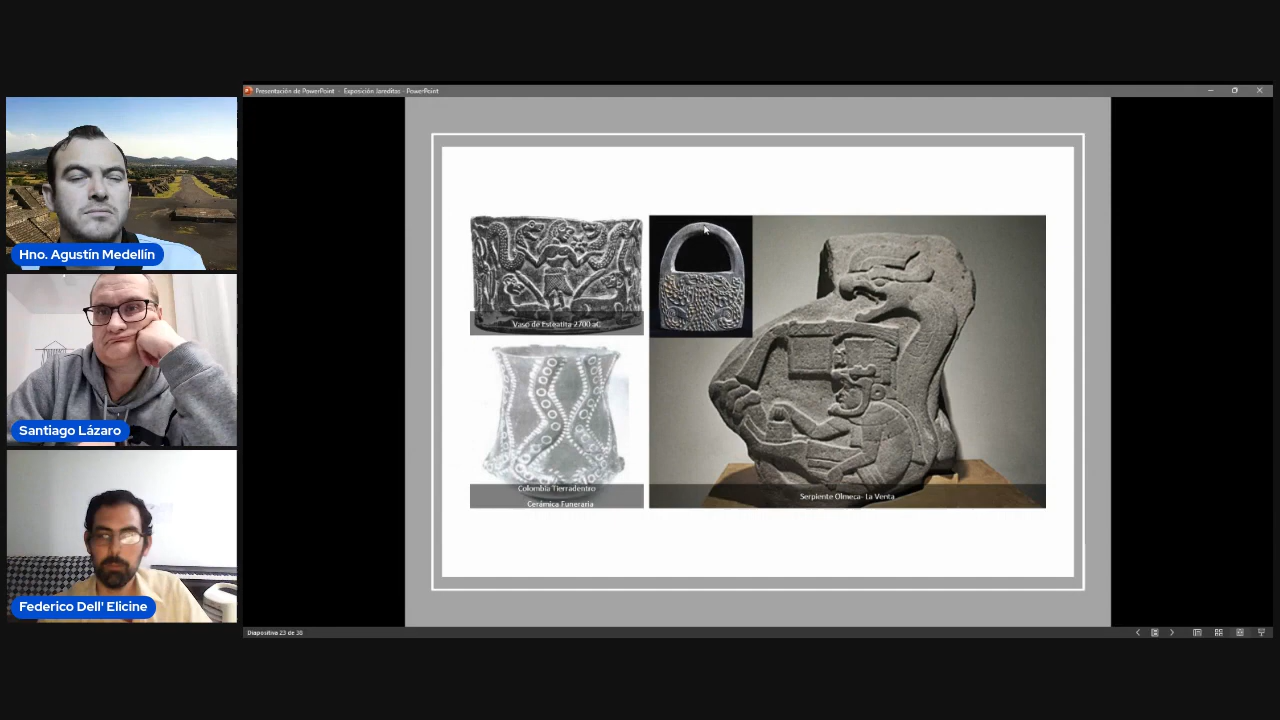 Presentación de PowerPoint - Exposición Jareditas - PowerPoint
Hno. Agustín Medellín
Santiago Lázaro
Federico Dell' Elicine
Vaso de Esteatita 2700 aC
Colombia Tierradentro
Cerámica Funeraria
Serpiente Olmeca- La Venta
Diapositiva 23 de 38